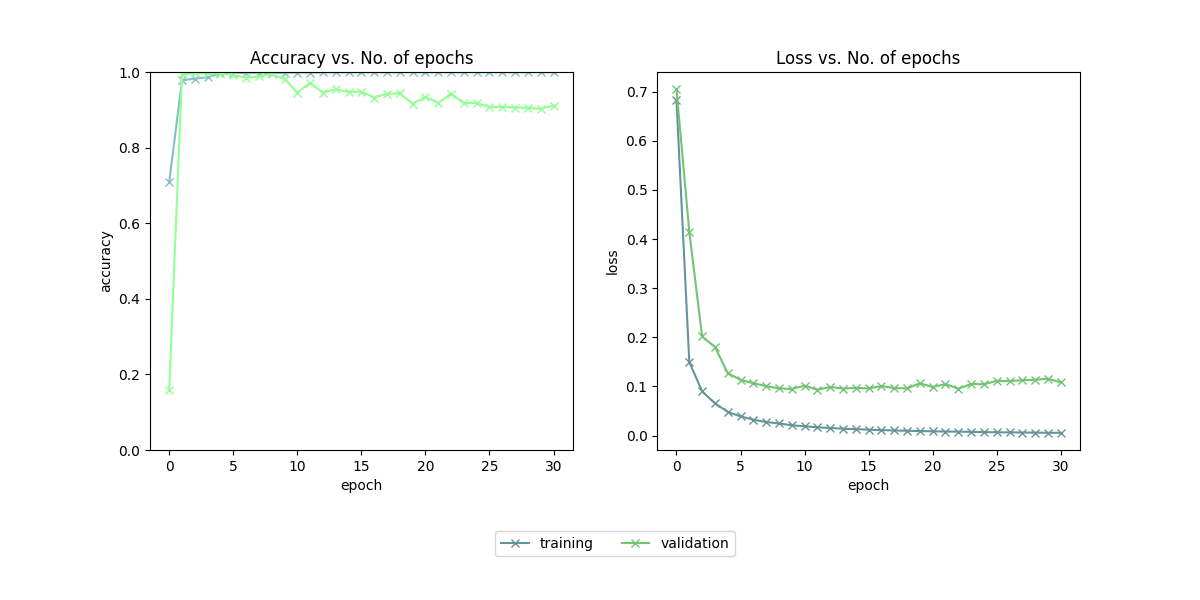 Accuracy vs. No. of epochs
1.0
0.8
0.6
0.4
0.2
0.0
accuracy
0 5 10 15 20 25 30
epoch
Loss vs. No. of epochs
0.7
0.6
0.5
0.4
0.3
0.2
0.1
0.0
loss
0 5 10 15 20 25 30
epoch
training validation